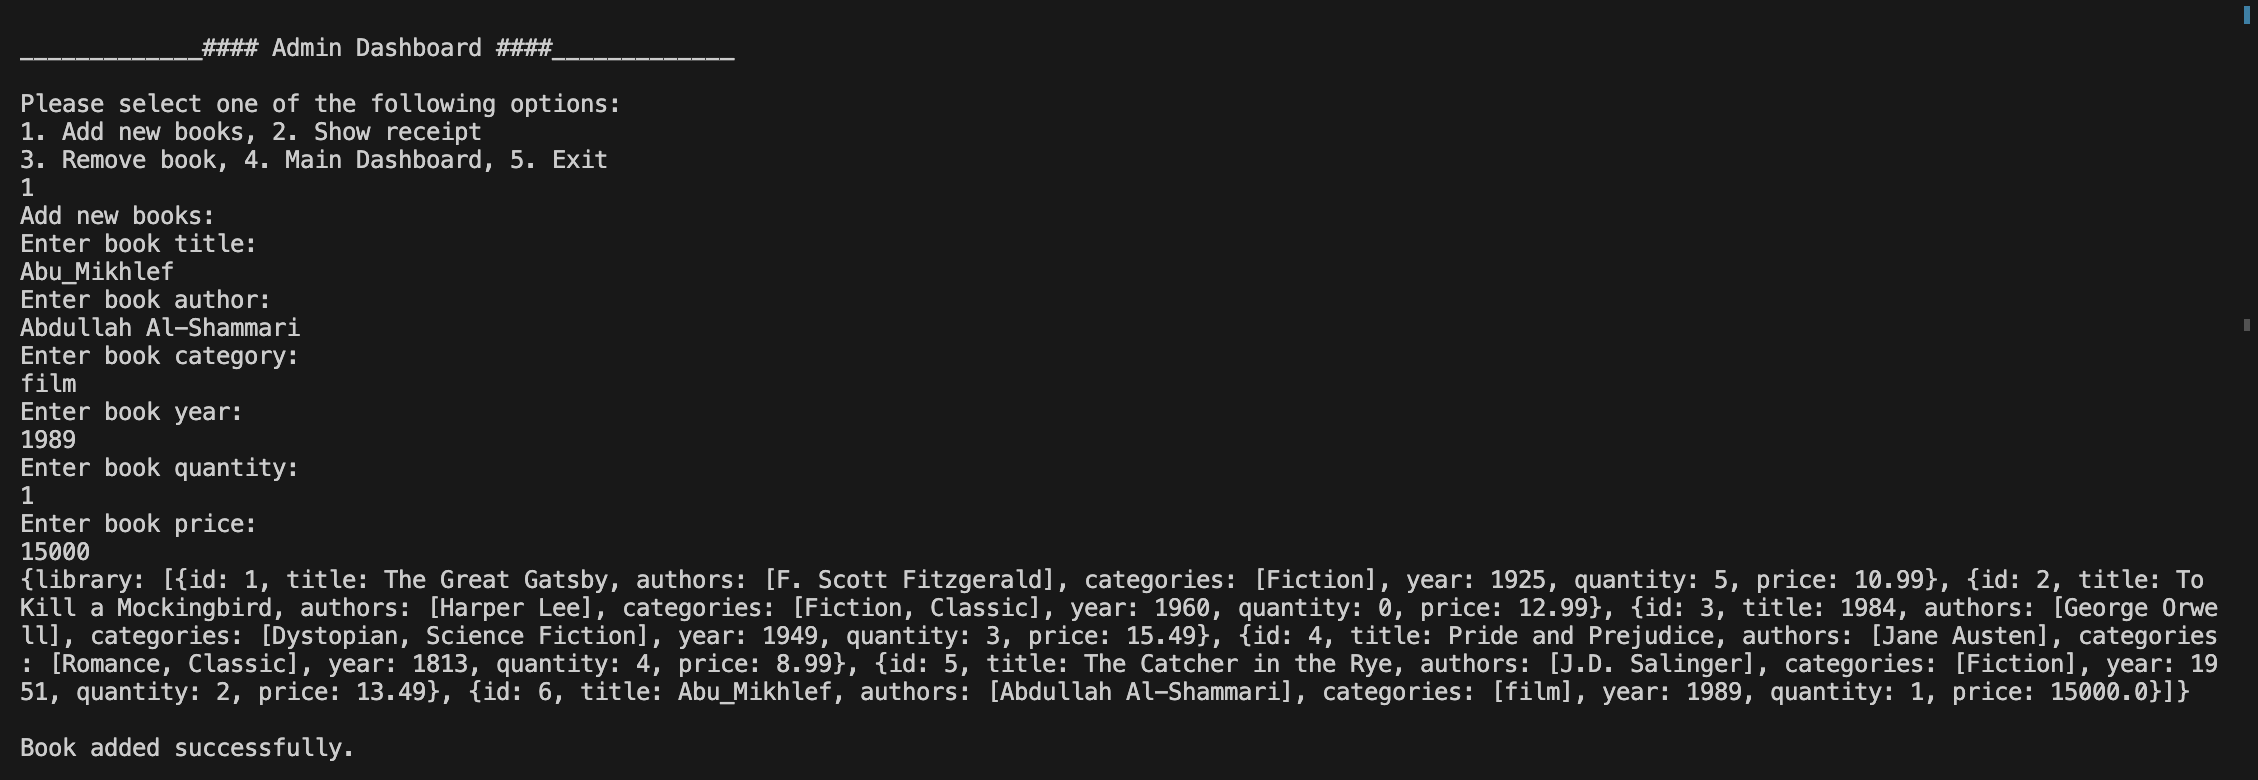 _____________#### Admin Dashboard ####_____________
Please select one of the following options:
1. Add new books, 2. Show receipt
3. Remove book, 4. Main Dashboard, 5. Exit
1
Add new books:
Enter book title:
Abu_Mikhlef
Enter book author:
Abdullah Al-Shammari
Enter book category:
film
Enter book year:
1989
Enter book quantity:
1
Enter book price:
15000
{library: [{id: 1, title: The Great Gatsby, authors: [F. Scott Fitzgerald], categories: [Fiction], year: 1925, quantity: 5, price: 10.99}, {id: 2, title: To
Kill a Mockingbird, authors: [Harper Lee], categories: [Fiction, Classic], year: 1960, quantity: 0, price: 12.99}, {id: 3, title: 1984, authors: [George Orwe
ll], categories: [Dystopian, Science Fiction], year: 1949, quantity: 3, price: 15.49}, {id: 4, title: Pride and Prejudice, authors: [Jane Austen], categories
: [Romance, Classic], year: 1813, quantity: 4, price: 8.99}, {id: 5, title: The Catcher in the Rye, authors: [J.D. Salinger], categories: [Fiction], year: 19
51, quantity: 2, price: 13.49}, {id: 6, title: Abu_Mikhlef, authors: [Abdullah Al-Shammari], categories: [film], year: 1989, quantity: 1, price: 15000.0}]}
Book added successfully.